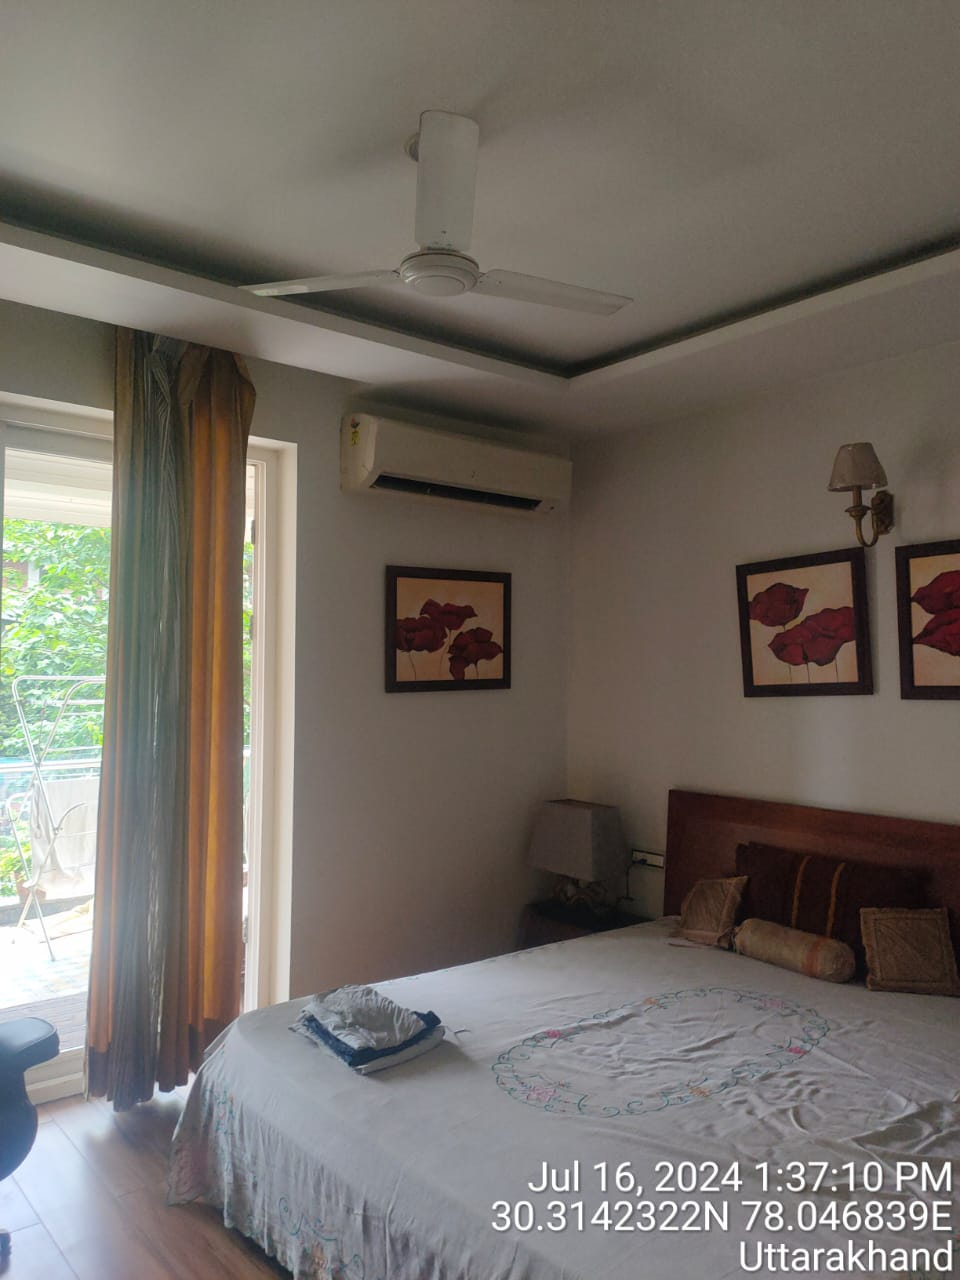 Jul 16, 2024 1:37:10 PM
30.3142322N 78.046839E
Uttarakhand